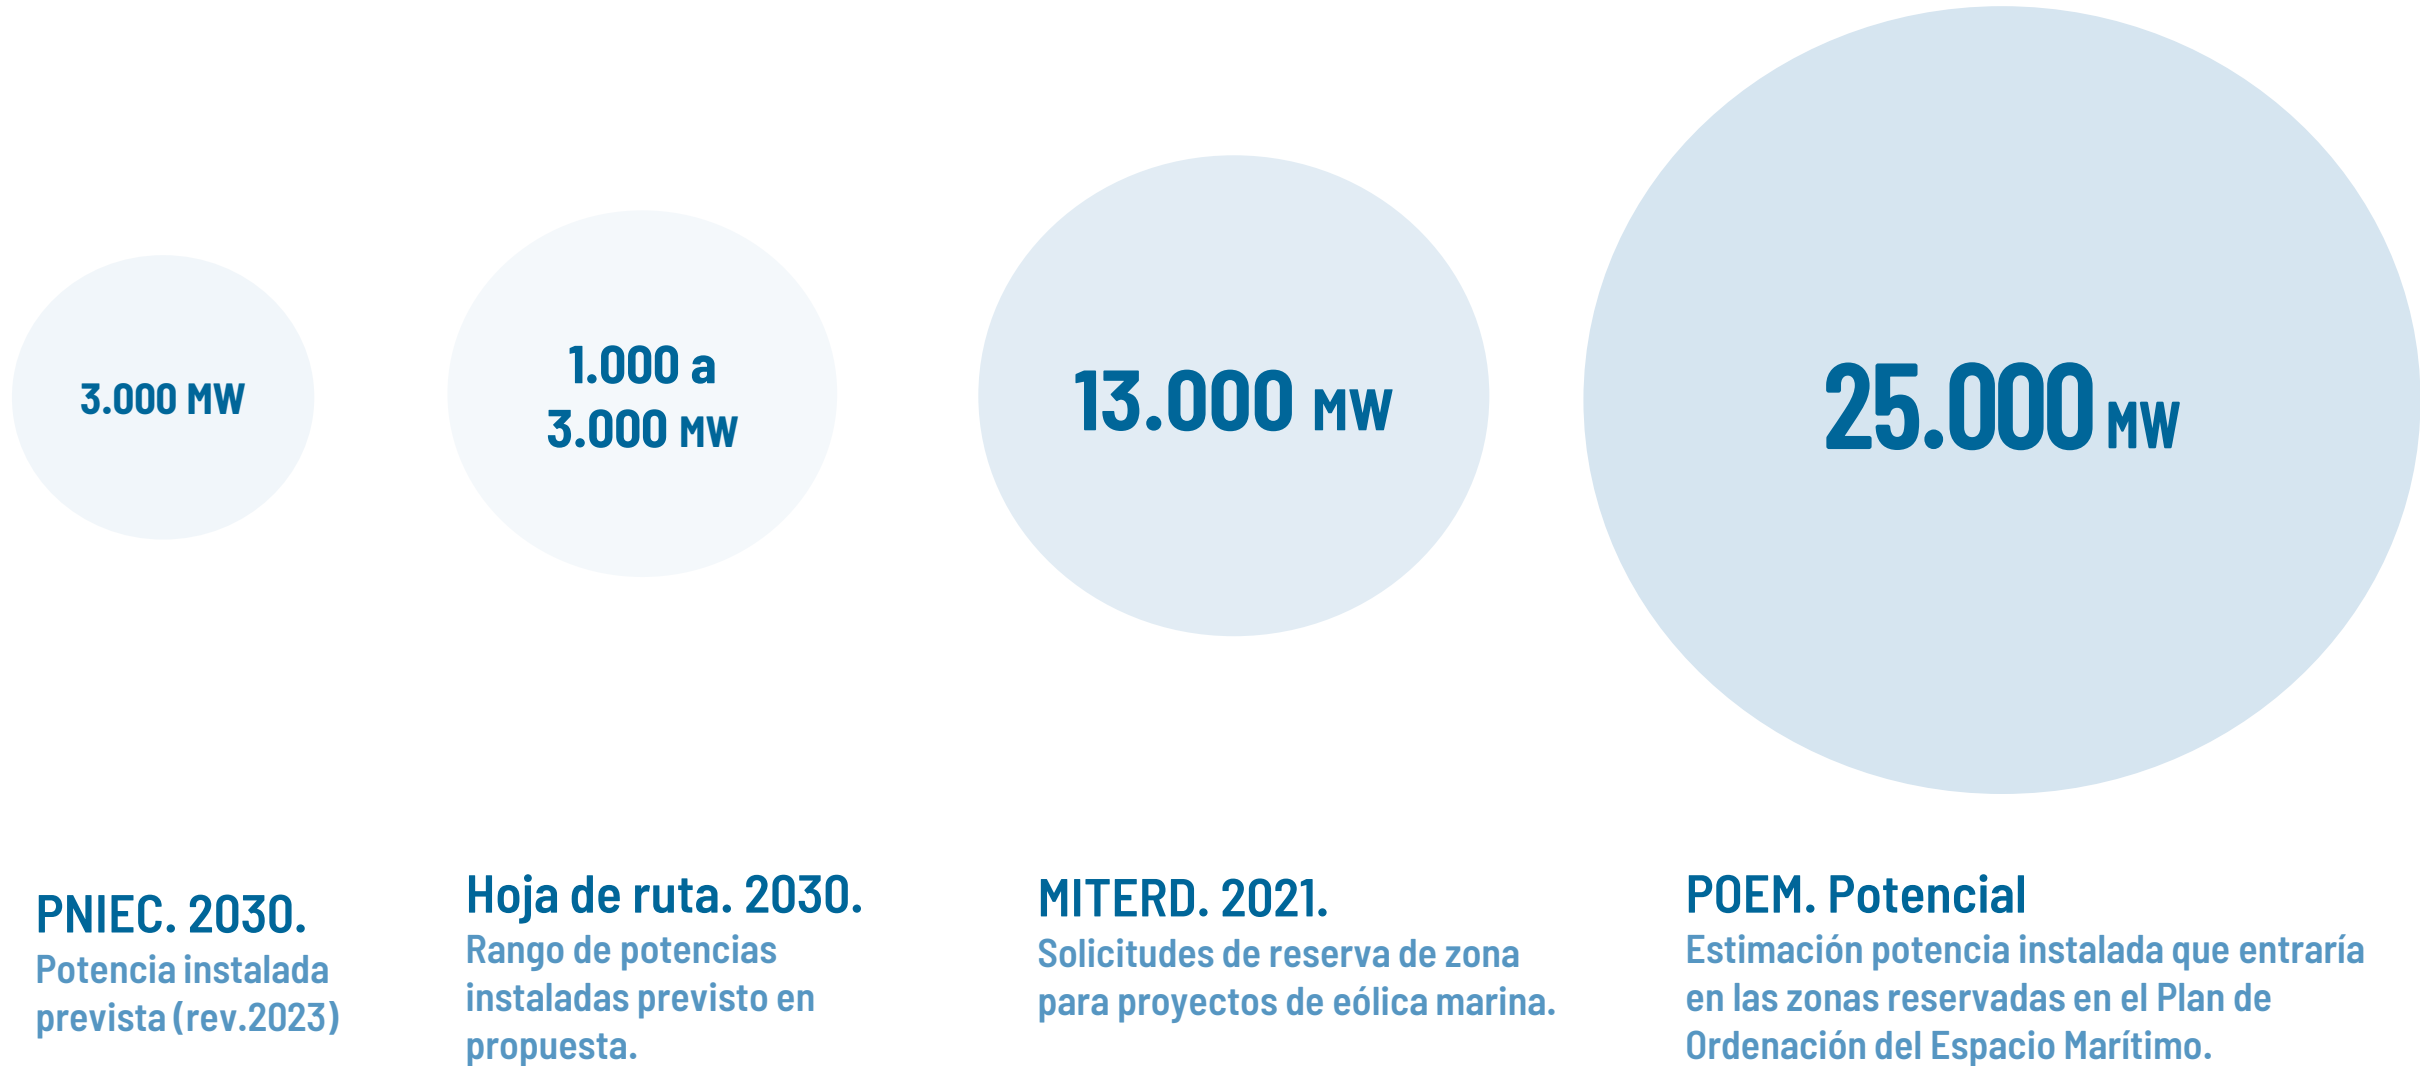 3.000 MW
1.000 a
3.000 MW
13.000 MW
25.000 MW
PNIEC. 2030.
Potencia instalada
prevista (rev.2023)
Hoja de ruta. 2030.
Rango de potencias
instaladas previsto en
propuesta.
MITERD. 2021.
Solicitudes de reserva de zona
para proyectos de eólica marina.
POEM. Potencial
Estimación potencia instalada que entraría
en las zonas reservadas en el Plan de
Ordenación del Espacio Marítimo.